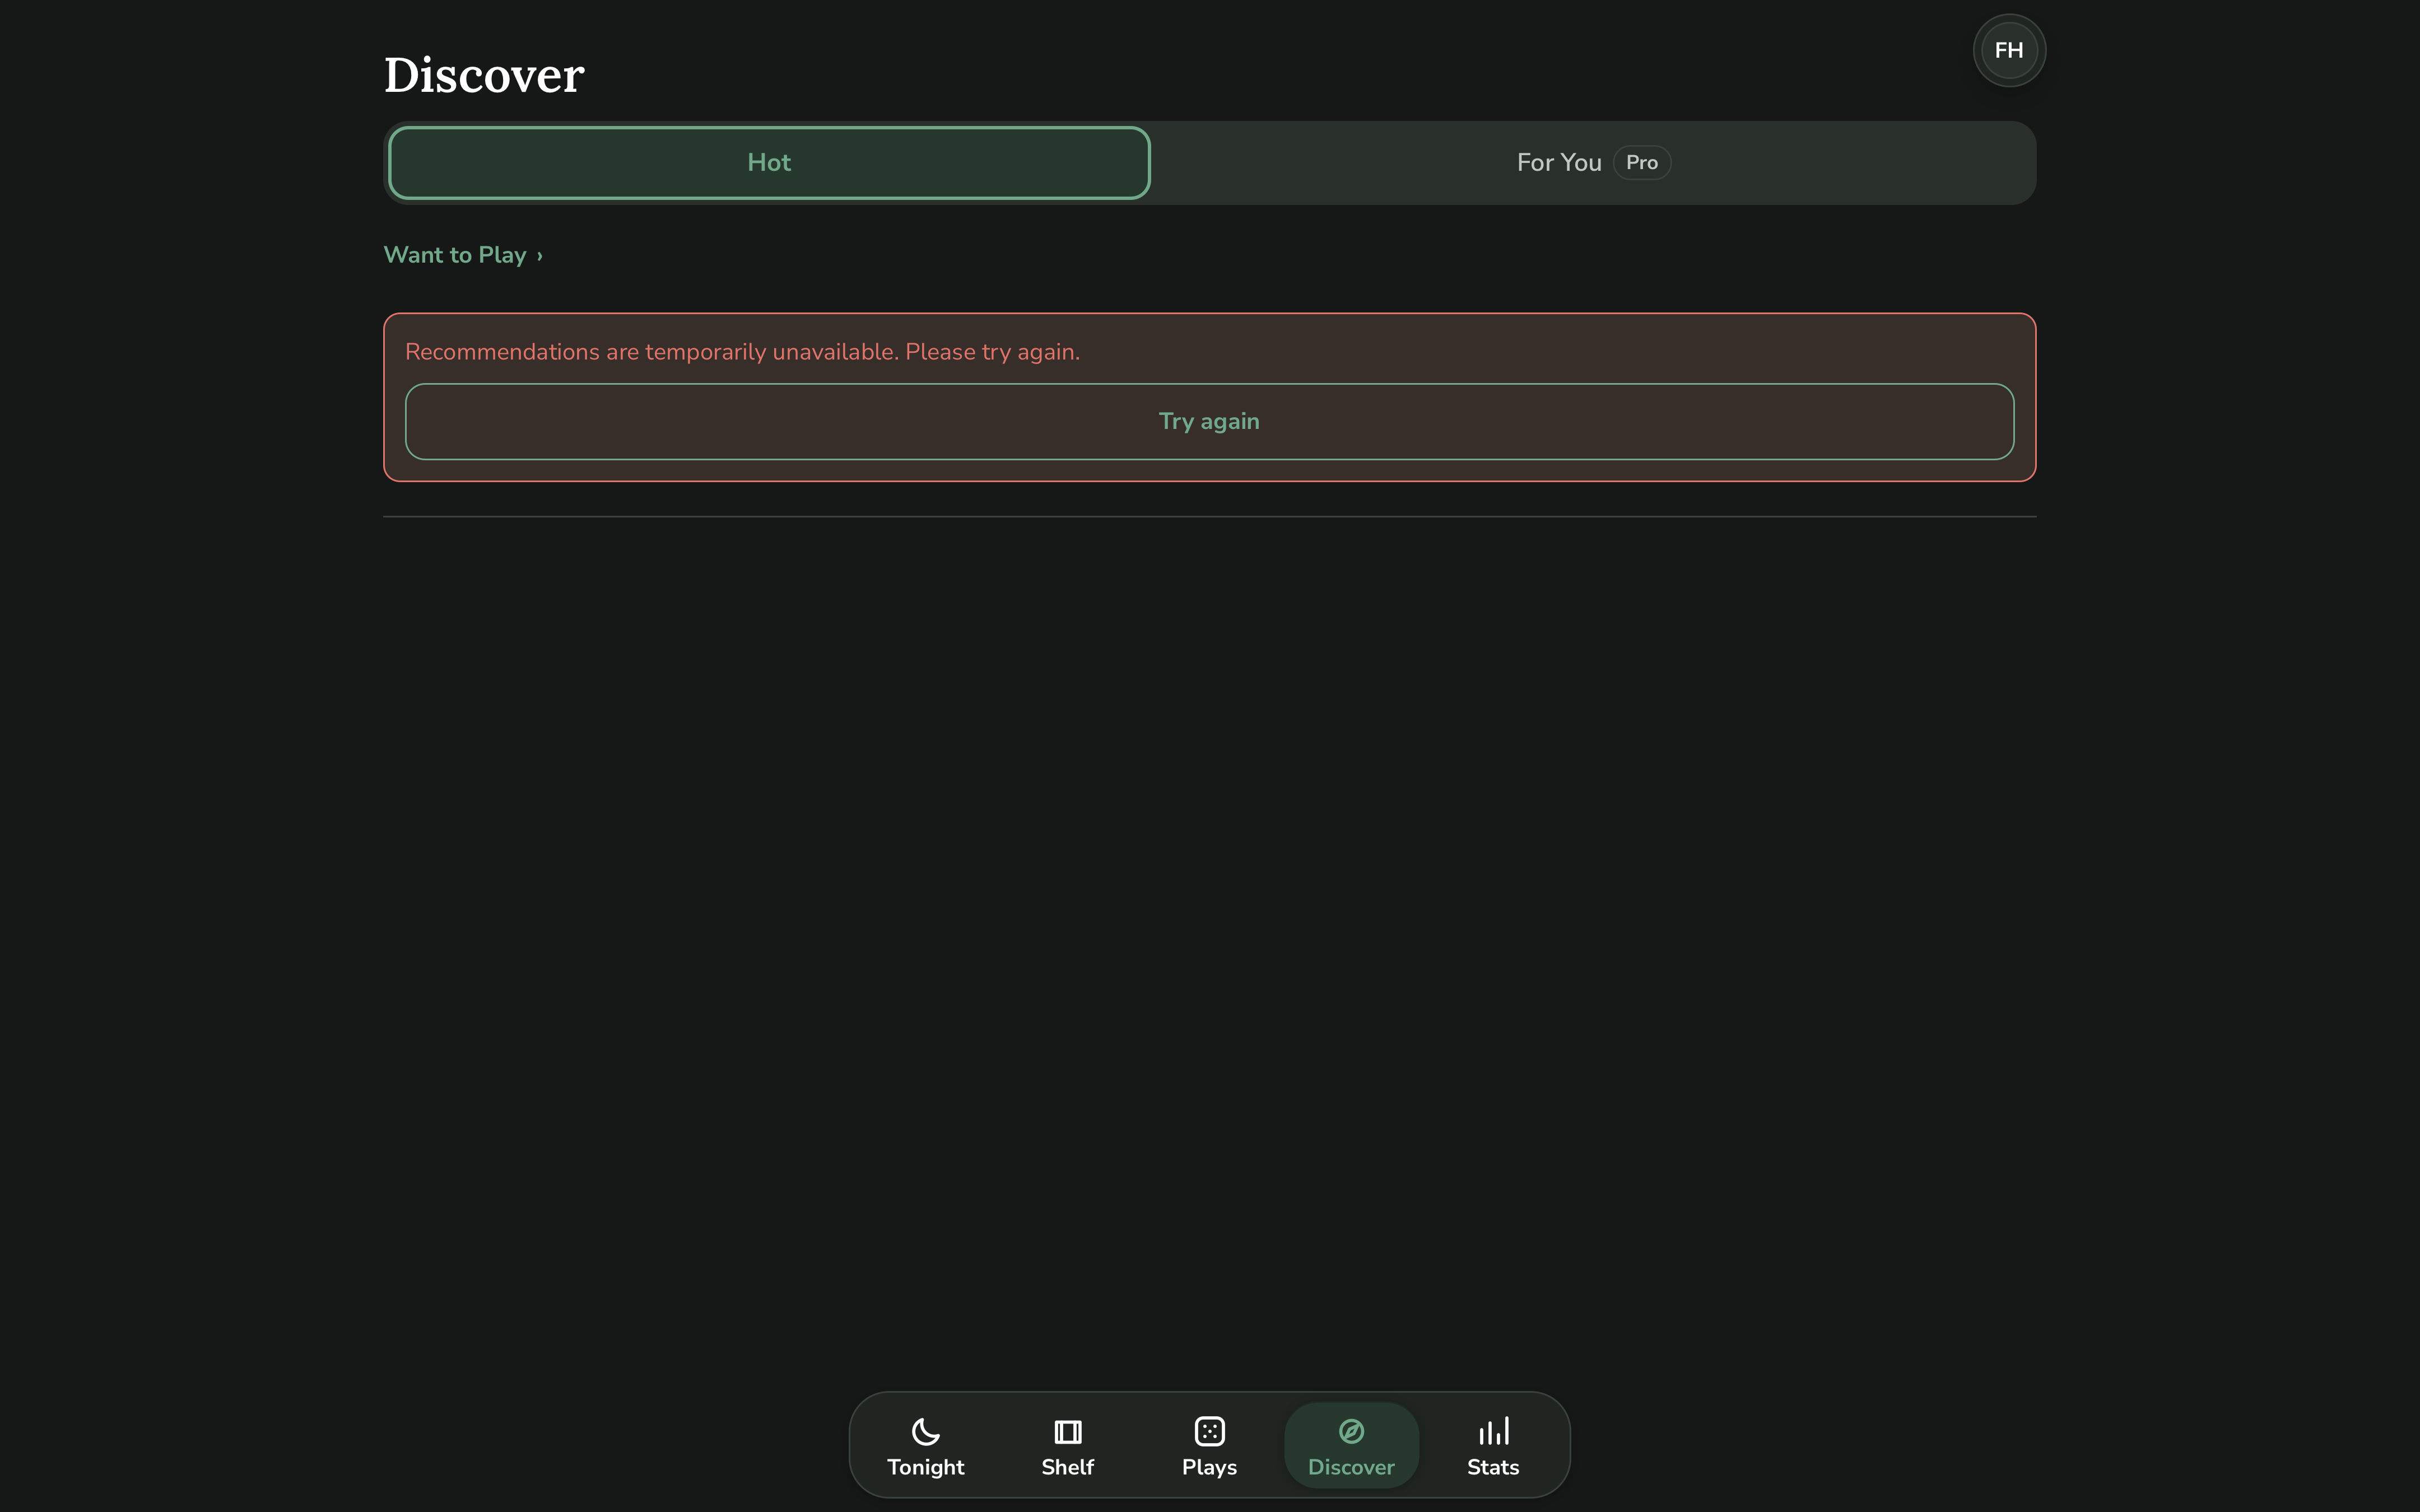 Discover
FH
Hot
For You Pro
Want to Play ›
Recommendations are temporarily unavailable. Please try again.
Try again
Tonight
Shelf
Plays
Discover
Stats